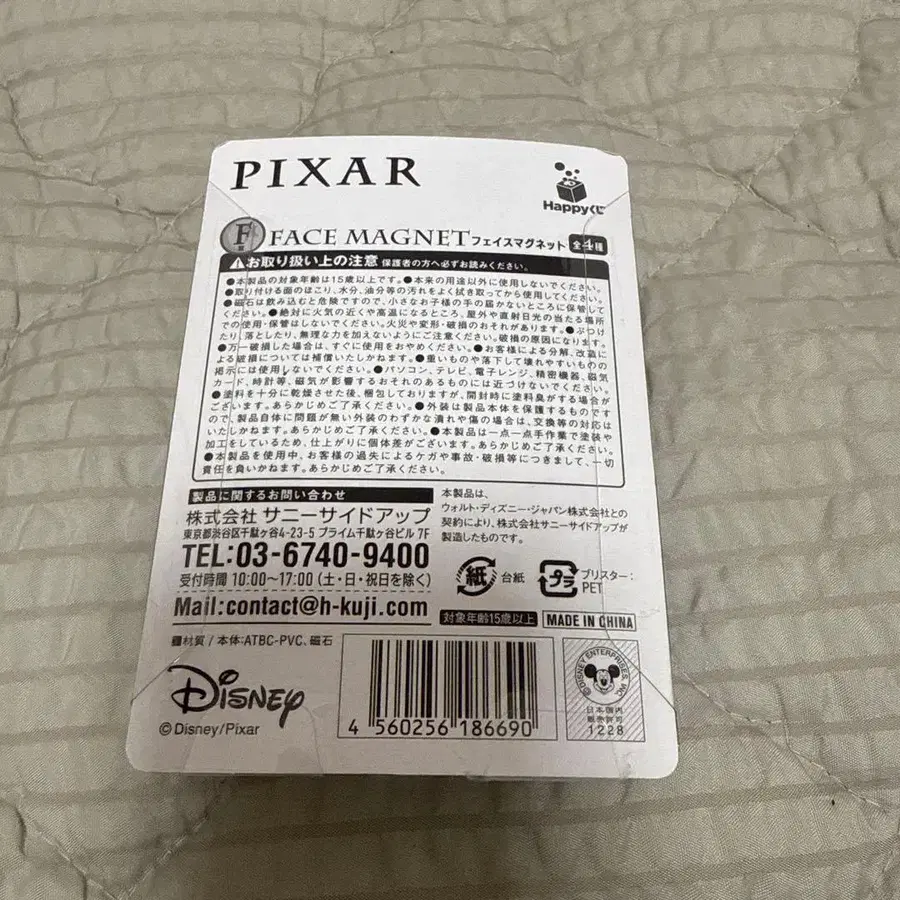 PIXAR
Happyくじ
F賞 FACE MAGNET フェイスマグネット 全4種
お取り扱い上の注意 保護者の方へ必ずお読みください。
●本製品の対象年齢は15歳以上です。●本来の用途以外に使用しないでください。
●取り付ける面のほこり、水分、油分等の汚れをよく拭き取ってから使用してください。
●磁石は飲み込むと危険ですので、小さなお子様の手の届かないところに保管して
ください。●絶対に火気の近くや高温になるところ、屋外や直射日光の当たる場所
での使用・保管はしないでください。火災や変形・破損のおそれがあります。●ぶつけ
たり、落としたり、無理な力を加えないようにご注意ください。破損の原因になります。
●万一破損した場合は、すぐに使用をおやめください。●お客様による分解、改造に
よる破損については補償いたしかねます。●重いものや落下して壊れやすいものの
掲示には使用しないでください。●パソコン、テレビ、電子レンジ、精密機器、磁気
カード、時計等、磁気が影響するおそれのあるものには近づけないでください。
●塗料を十分に乾燥させた後、梱包しておりますが、開封時に塗料臭がする場合が
ございます。あらかじめご了承ください。●外装は製品本体を保護するものです
ので、製品自体に問題が無い外装のわずかな潰れや傷の場合は、交換等の対応は
いたしかねます。あらかじめご了承ください。●本製品は一点一点手作業で塗装や
加工をしているため、仕上がりに個体差がございます。あらかじめご了承ください。
●本製品を使用中、お客様の過失によるケガや事故・破損等につきまして、一切
責任を負いかねます。あらかじめご了承ください。
製品に関するお問い合わせ
株式会社 サニーサイドアップ
東京都渋谷区千駄ヶ谷4-23-5 プライム千駄ヶ谷ビル 7F
TEL:03-6740-9400
受付時間 10:00〜17:00 (土・日・祝日を除く)
Mail:contact@h-kuji.com
本製品は、
ウォルト・ディズニー・ジャパン株式会社との
契約により、株式会社サニーサイドアップが
製造したものです。
紙 台紙
プラ ブリスター:
PET
対象年齢15歳以上
MADE IN CHINA
■材質 / 本体:ATBC-PVC、磁石
Disney
© Disney/Pixar
4 560256 186690
© DISNEY ENTERPRISES, INC.
日本国内
販売許可
1228